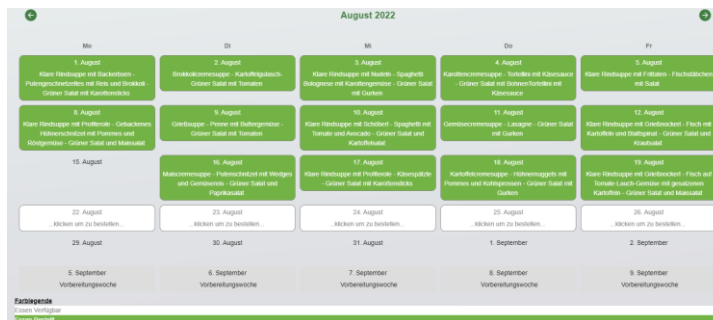 August 2022
Mo
Di
Mi
Do
Fr
1. August
Klare Rindsuppe mit Backerbsen -
Putengeschnetzeltes mit Reis und Brokkoli -
Grüner Salat mit Karottensticks
2. August
Brokkolicremesuppe - Kartoffelgulasch-
Grüner Salat mit Tomaten
3. August
Klare Rindsuppe mit Nudeln - Spaghetti
Bolognese mit Karottengemüse - Grüner Salat
mit Gurken
4. August
Karottencremesuppe - Tortellini mit Käsesauce
- Grüner Salat mit BohnenTortellini mit
Käsesauce
5. August
Klare Rindsuppe mit Fritaten - Fischstäbchen
mit Salat
8. August
Klare Rindsuppe mit Profiterole - Gebackenes
Hühnerschnitzel mit Pommes und
Röstgemüse - Grüner Salat und Maissalat
9. August
Grießsuppe - Penne mit Buttergemüse -
Grüner Salat mit Tomaten
10. August
Klare Rindsuppe mit Schöberl - Spaghetti mit
Tomate und Avocado - Grüner Salat und
Kartoffelsalat
11. August
Gemüsecremesuppe - Lasagne - Grüner Salat
mit Gurken
12. August
Klare Rindsuppe mit Grießnockerl - Fisch mit
Kartoffeln und Blattspinat - Grüner Salat und
Krautsalat
15. August
16. August
Maiscremesuppe - Putenschnitzel mit Wedges
und Gemüsereis - Grüner Salat und
Paprikasalat
17. August
Klare Rindsuppe mit Profiterole - Käsespätzle
- Grüner Salat mit Karottensticks
18. August
Kartoffelcremesuppe - Hühnernuggets mit
Pommes und Kohlsprossen - Grüner Salat mit
Gurken
19. August
Klare Rindsuppe mit Grießnockerl - Fisch auf
Tomate-Lauch-Gemüse mit gesalzenen
Kartoffeln - Grüner Salat und Maissalat
22. August
...klicken um zu bestellen...
23. August
...klicken um zu bestellen...
24. August
...klicken um zu bestellen...
25. August
...klicken um zu bestellen...
26. August
...klicken um zu bestellen...
29. August
30. August
31. August
1. September
2. September
5. September
Vorbereitungswoche
6. September
Vorbereitungswoche
7. September
Vorbereitungswoche
8. September
Vorbereitungswoche
9. September
Vorbereitungswoche
Farblegende
Essen Verfügbar
Essen Bestellt